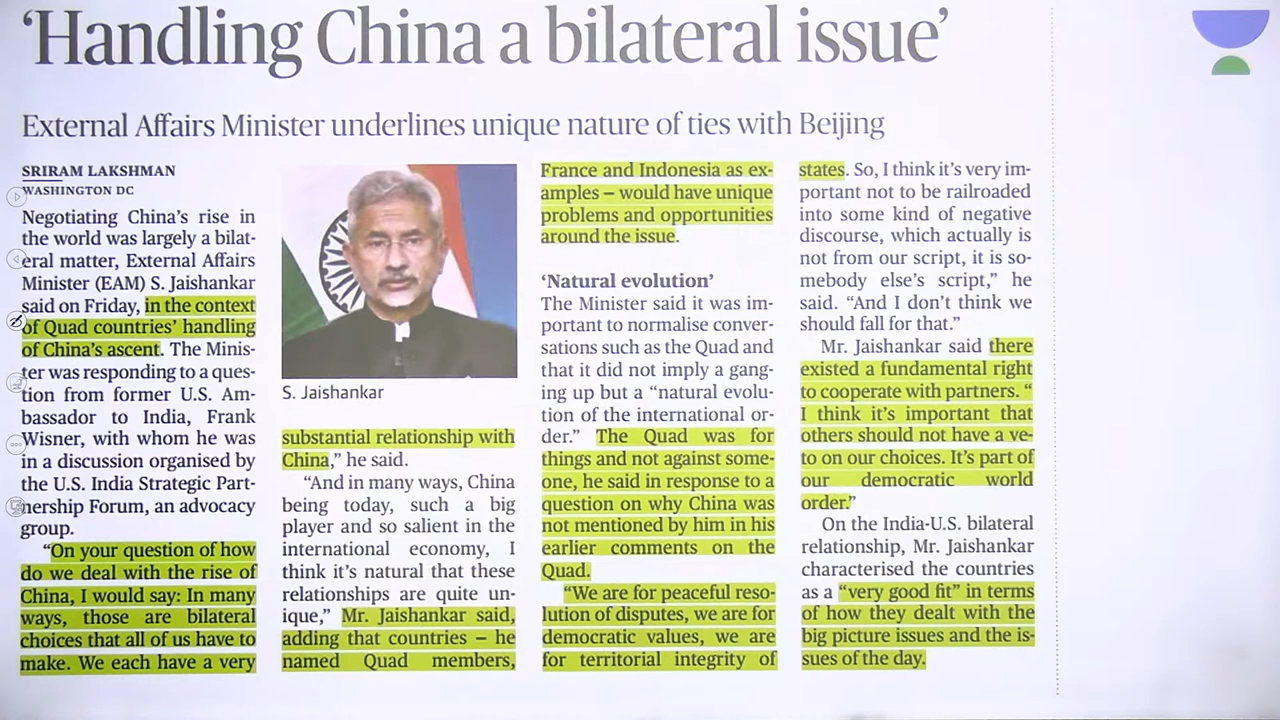 ‘Handling China a bilateral issue’
External Affairs Minister underlines unique nature of ties with Beijing
SRIRAM LAKSHMAN
WASHINGTON DC
Negotiating China’s rise in
the world was largely a bilat-
eral matter, External Affairs
Minister (EAM) S. Jaishankar
said on Friday, in the context
of Quad countries’ handling
of China’s ascent. The Minis-
ter was responding to a ques-
tion from former U.S. Am-
bassador to India, Frank
Wisner, with whom he was
in a discussion organised by
the U.S. India Strategic Part-
nership Forum, an advocacy
group.
“On your question of how
do we deal with the rise of
China, I would say: In many
ways, those are bilateral
choices that all of us have to
make. We each have a very
S. Jaishankar
substantial relationship with
China,” he said.
“And in many ways, China
being today, such a big
player and so salient in the
international economy, I
think it’s natural that these
relationships are quite un-
ique,” Mr. Jaishankar said,
adding that countries – he
named Quad members,
France and Indonesia as ex-
amples – would have unique
problems and opportunities
around the issue.
‘Natural evolution’
The Minister said it was im-
portant to normalise conver-
sations such as the Quad and
that it did not imply a gang-
ing up but a “natural evolu-
tion of the international or-
der.” The Quad was for
things and not against some-
one, he said in response to a
question on why China was
not mentioned by him in his
earlier comments on the
Quad.
“We are for peaceful reso-
lution of disputes, we are for
democratic values, we are
for territorial integrity of
states. So, I think it’s very im-
portant not to be railroaded
into some kind of negative
discourse, which actually is
not from our script, it is so-
mebody else’s script,” he
said. “And I don’t think we
should fall for that.”
Mr. Jaishankar said there
existed a fundamental right
to cooperate with partners. “
I think it’s important that
others should not have a ve-
to on our choices. It’s part of
our democratic world
order.”
On the India-U.S. bilateral
relationship, Mr. Jaishankar
characterised the countries
as a “very good fit” in terms
of how they dealt with the
big picture issues and the is-
sues of the day.